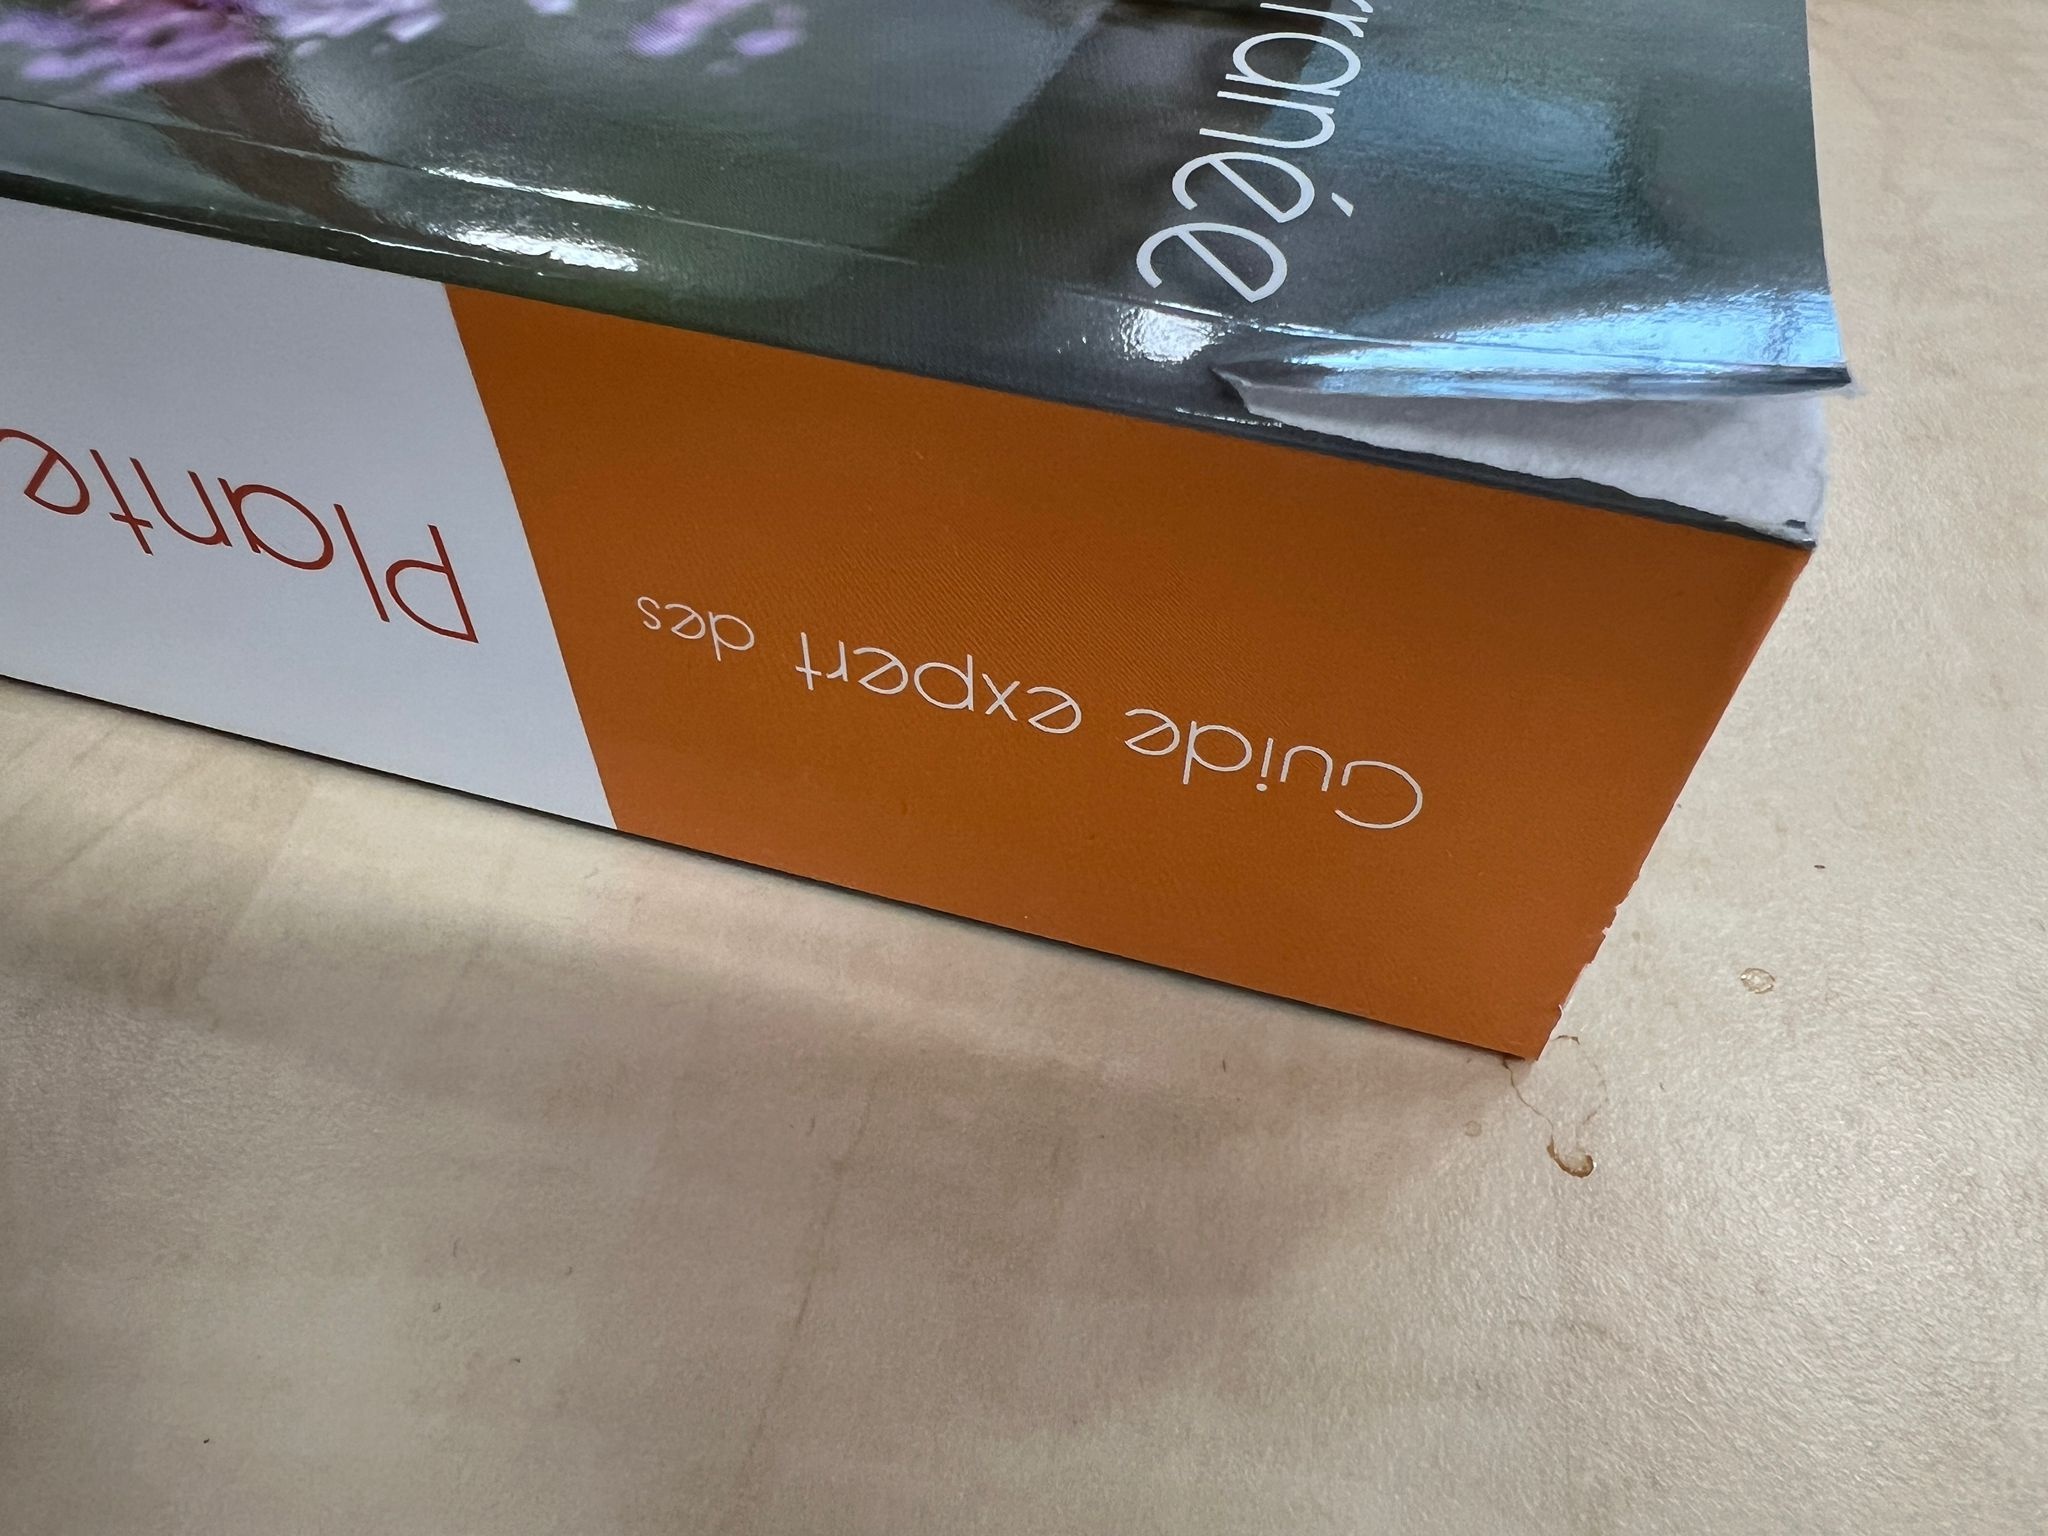 rranée
Guide expert des
Plante